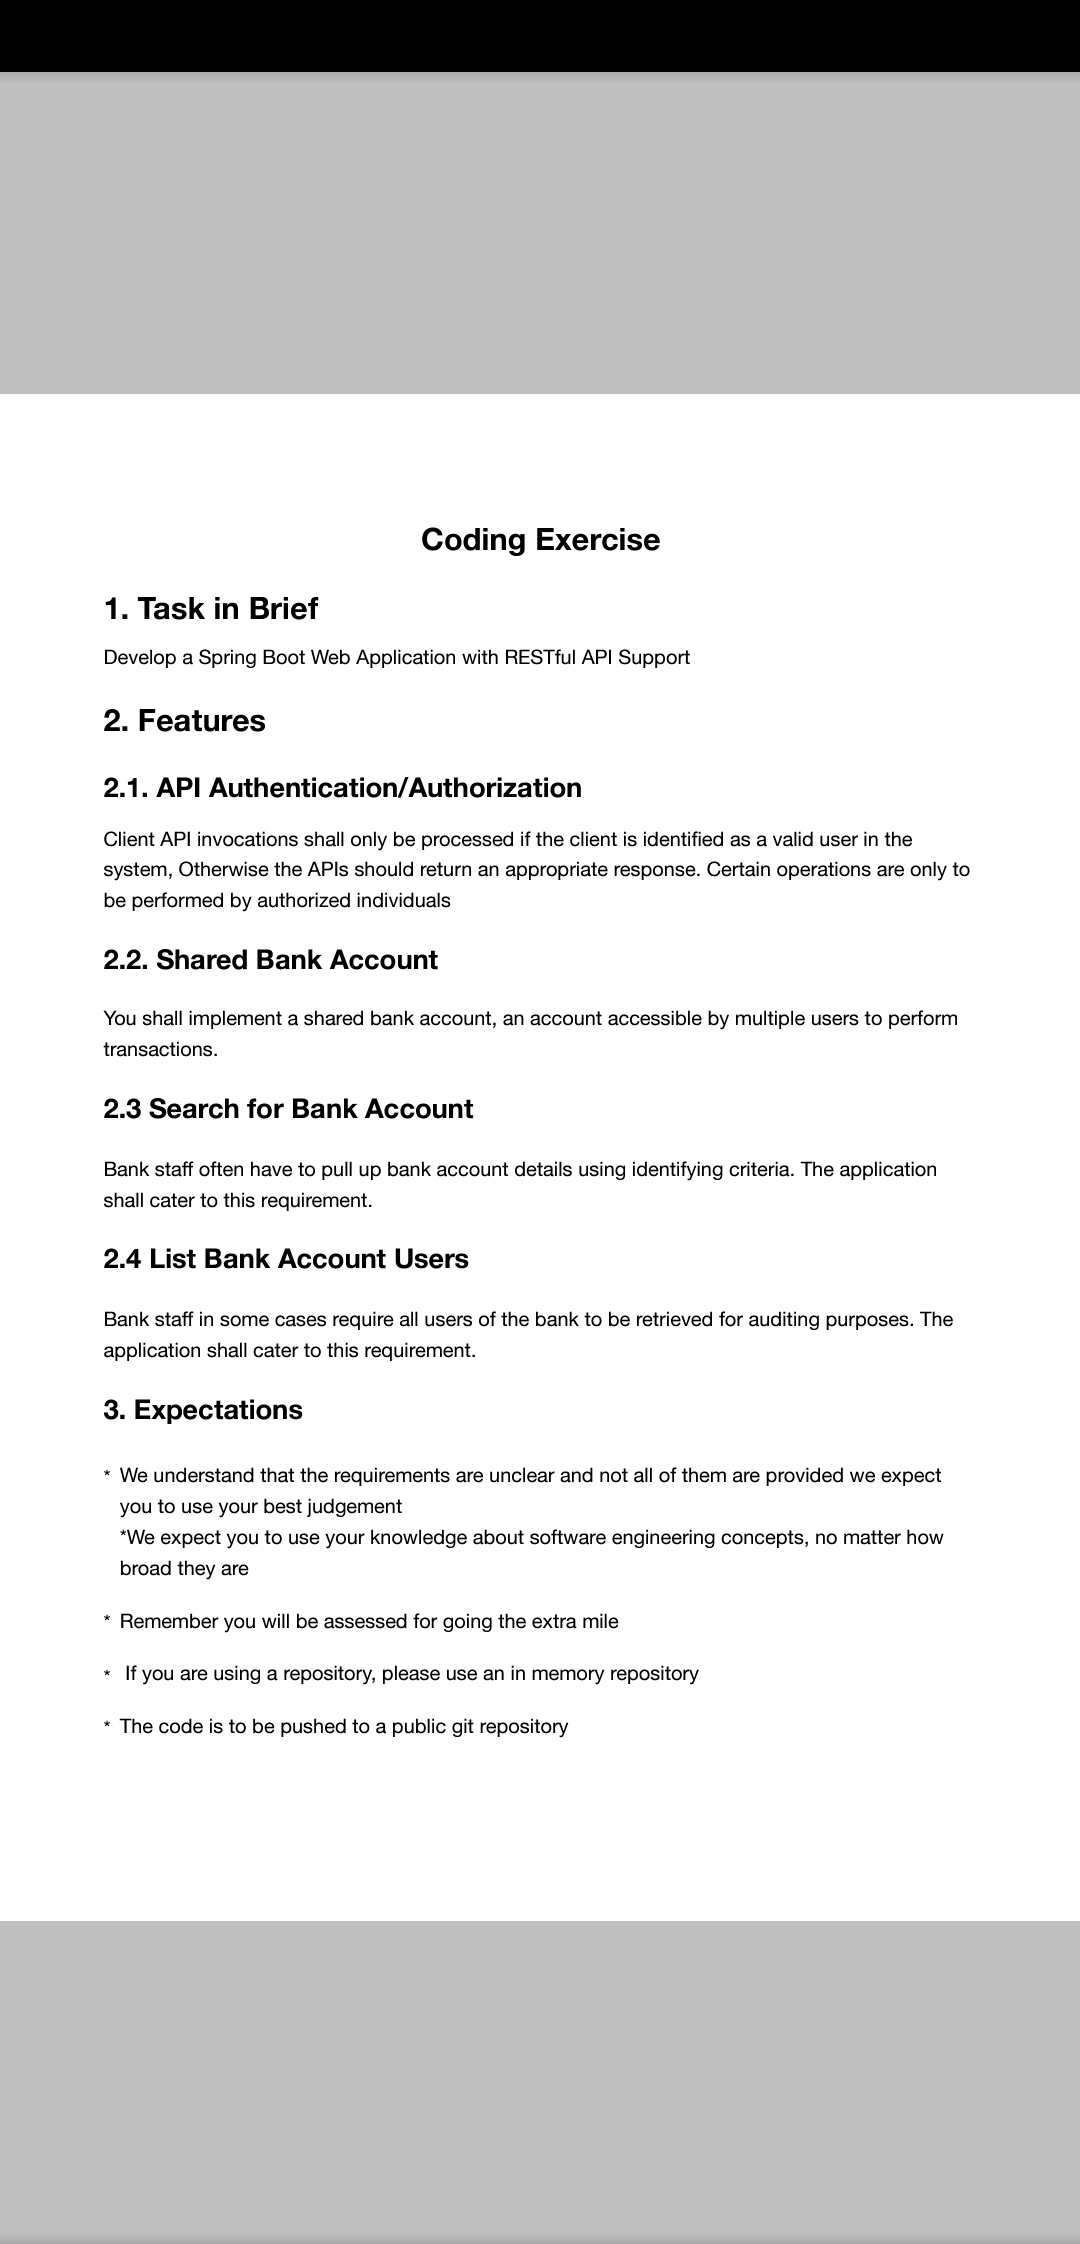 Coding Exercise
1. Task in Brief
Develop a Spring Boot Web Application with RESTful API Support
2. Features
2.1. API Authentication/Authorization
Client API invocations shall only be processed if the client is identified as a valid user in the
system, Otherwise the APIs should return an appropriate response. Certain operations are only to
be performed by authorized individuals
2.2. Shared Bank Account
You shall implement a shared bank account, an account accessible by multiple users to perform
transactions.
2.3 Search for Bank Account
Bank staff often have to pull up bank account details using identifying criteria. The application
shall cater to this requirement.
2.4 List Bank Account Users
Bank staff in some cases require all users of the bank to be retrieved for auditing purposes. The
application shall cater to this requirement.
3. Expectations
* We understand that the requirements are unclear and not all of them are provided we expect
you to use your best judgement
*We expect you to use your knowledge about software engineering concepts, no matter how
broad they are
* Remember you will be assessed for going the extra mile
* If you are using a repository, please use an in memory repository
* The code is to be pushed to a public git repository